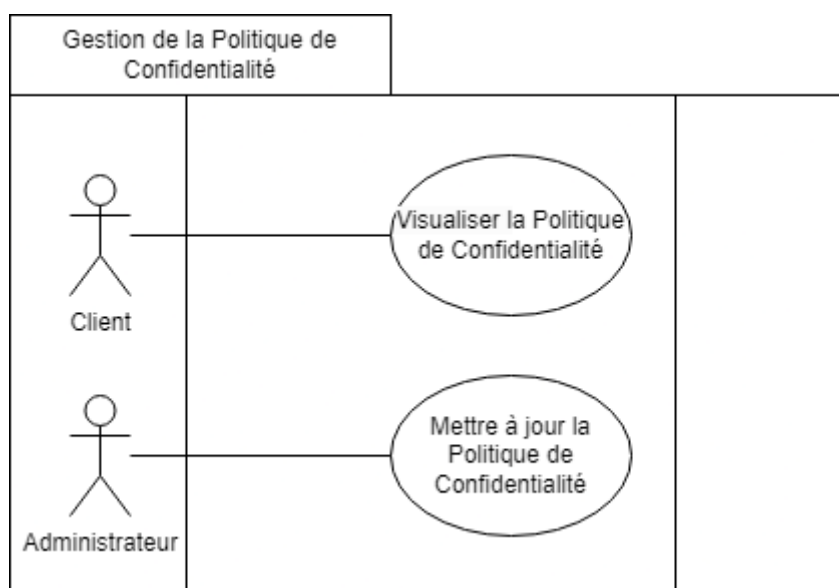 Gestion de la Politique de
Confidentialité
Visualiser la Politique
de Confidentialité
Client
Mettre à jour la
Politique de
Confidentialité
Administrateur